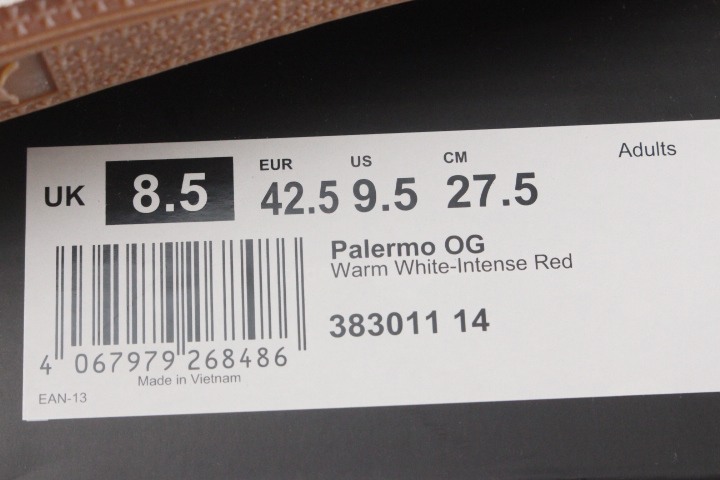 Adults
EUR US CM
UK 8.5 42.5 9.5 27.5
Palermo OG
Warm White-Intense Red
383011 14
4 067979 268486
Made in Vietnam
EAN-13